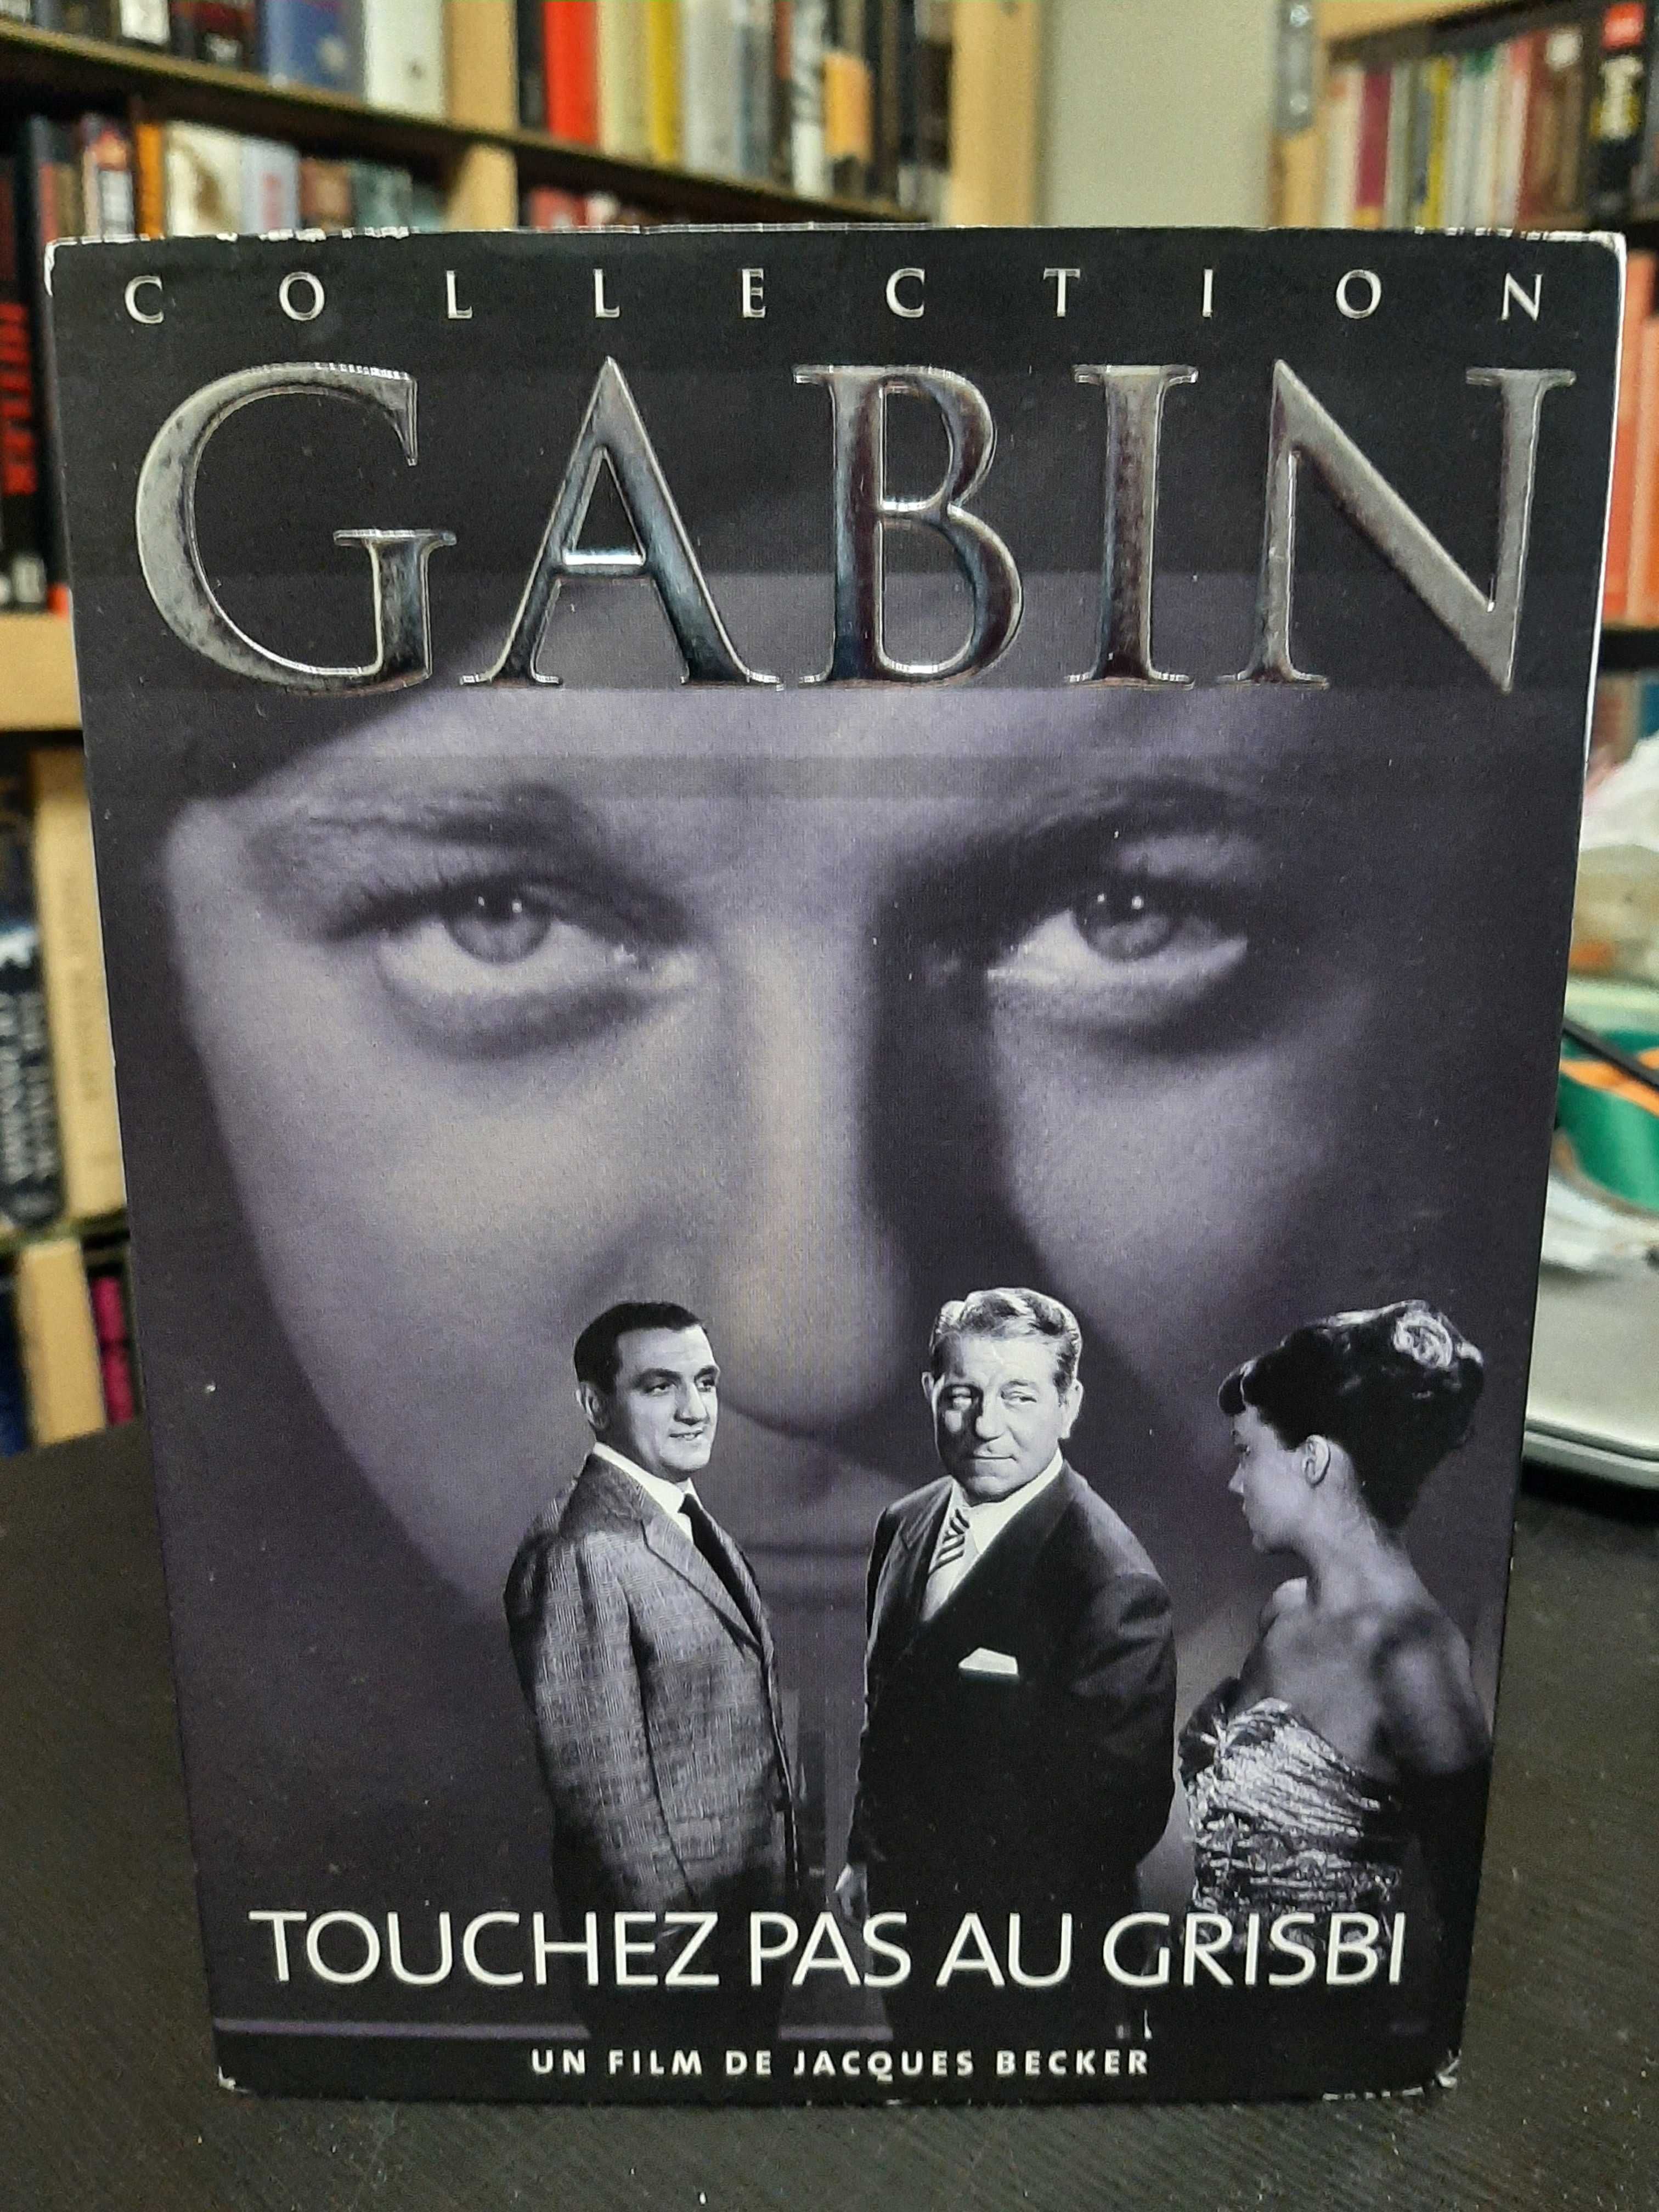 COLLECTION
GABIN
TOUCHEZ PAS AU GRISBI
UN FILM DE JACQUES BECKER